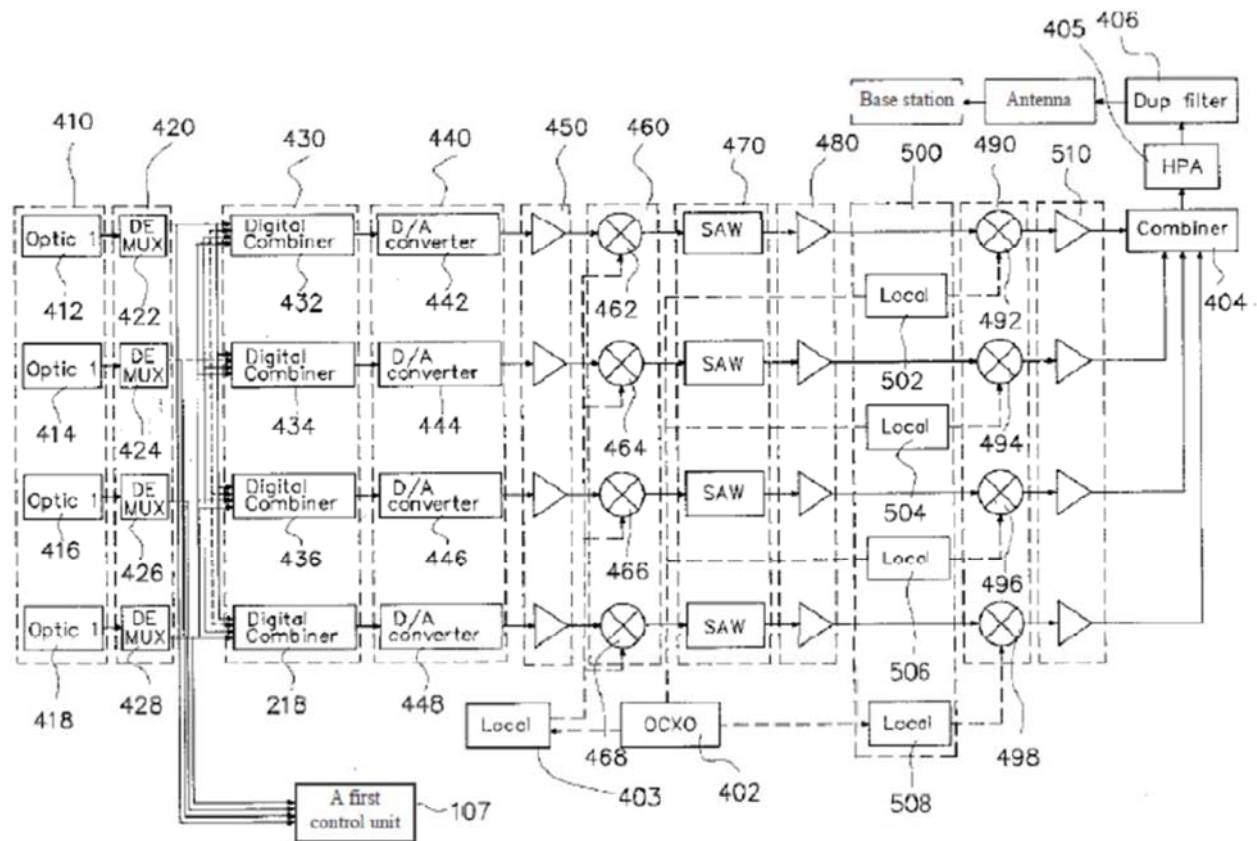 406
405
Base station
Antenna
Dup filter
410
420
430
440
450
460
470
480
500
490
510
HPA
Optic 1
DE
MUX
Digital
Combiner
D/A
converter
SAW
Combiner
412
422
432
442
462
Local
492
404
502
Optic 1
DE
MUX
Digital
Combiner
D/A
converter
SAW
414
424
434
444
464
Local
494
504
Optic 1
DE
MUX
Digital
Combiner
D/A
converter
SAW
416
426
436
446
466
Local
496
506
Optic 1
DE
MUX
Digital
Combiner
D/A
converter
SAW
418
428
218
448
468
Local
OCXO
Local
498
403
402
508
A first
control unit
107